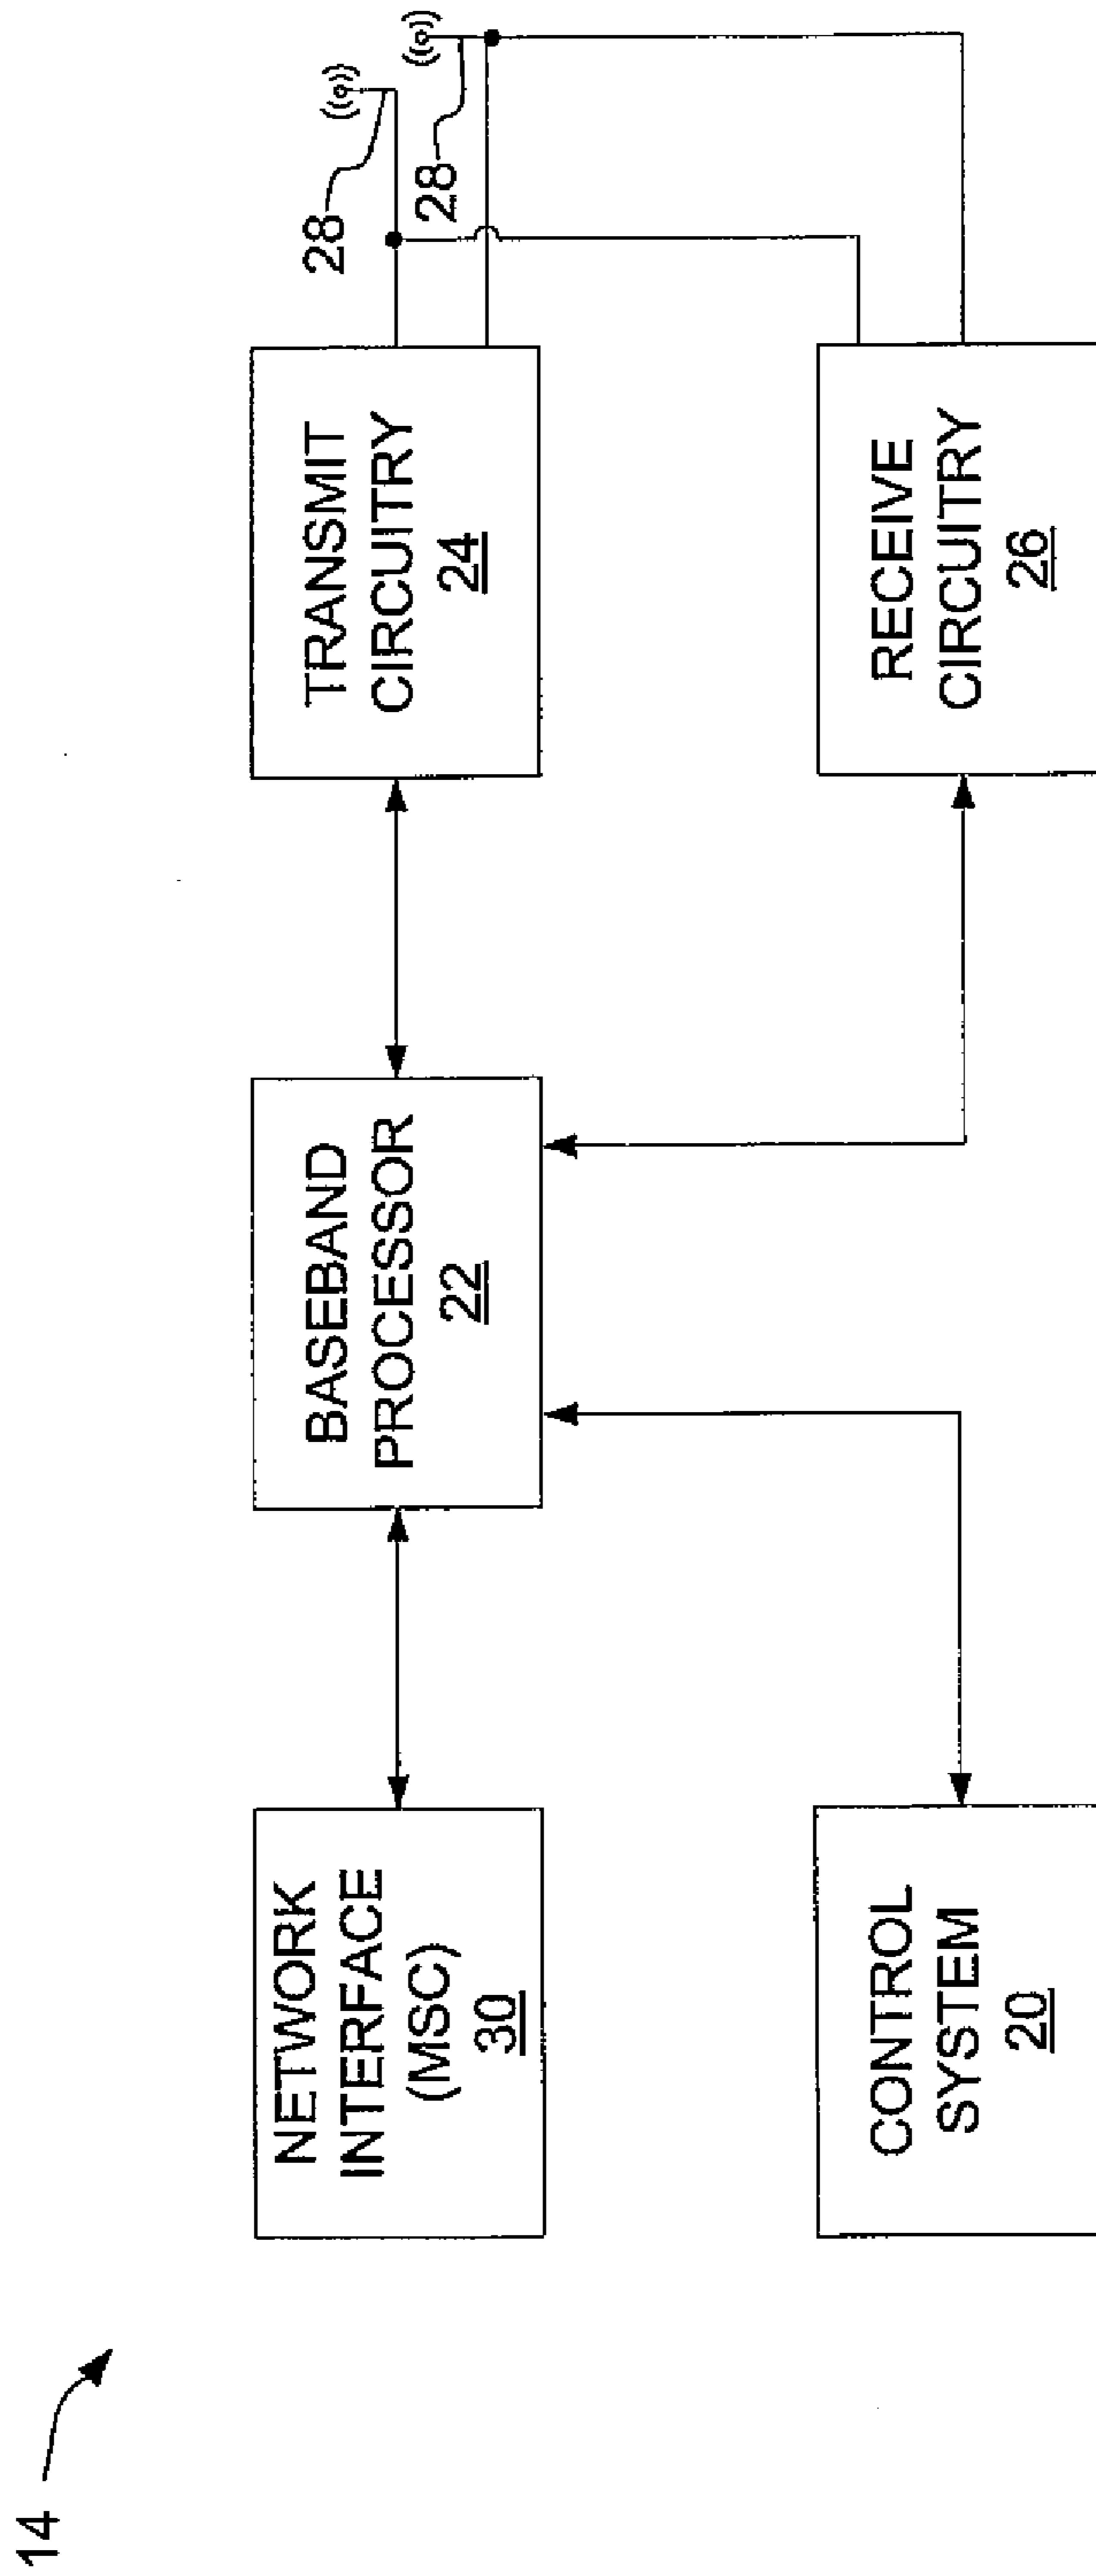 14
NETWORK
INTERFACE
(MSC)
30
BASEBAND
PROCESSOR
22
TRANSMIT
CIRCUITRY
24
28
28
CONTROL
SYSTEM
20
RECEIVE
CIRCUITRY
26